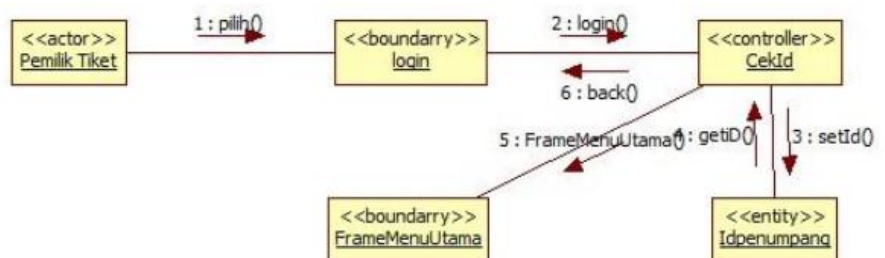 1 : pilih()
2 : login()
<<actor>>
Pemilik Tiket
<<boundarry>>
login
<<controller>>
CekId
6 : back()
5 : FrameMenuUtama()
4 : getiD()
3 : setId()
<<boundarry>>
FrameMenuUtama
<<entity>>
Idpenumpang